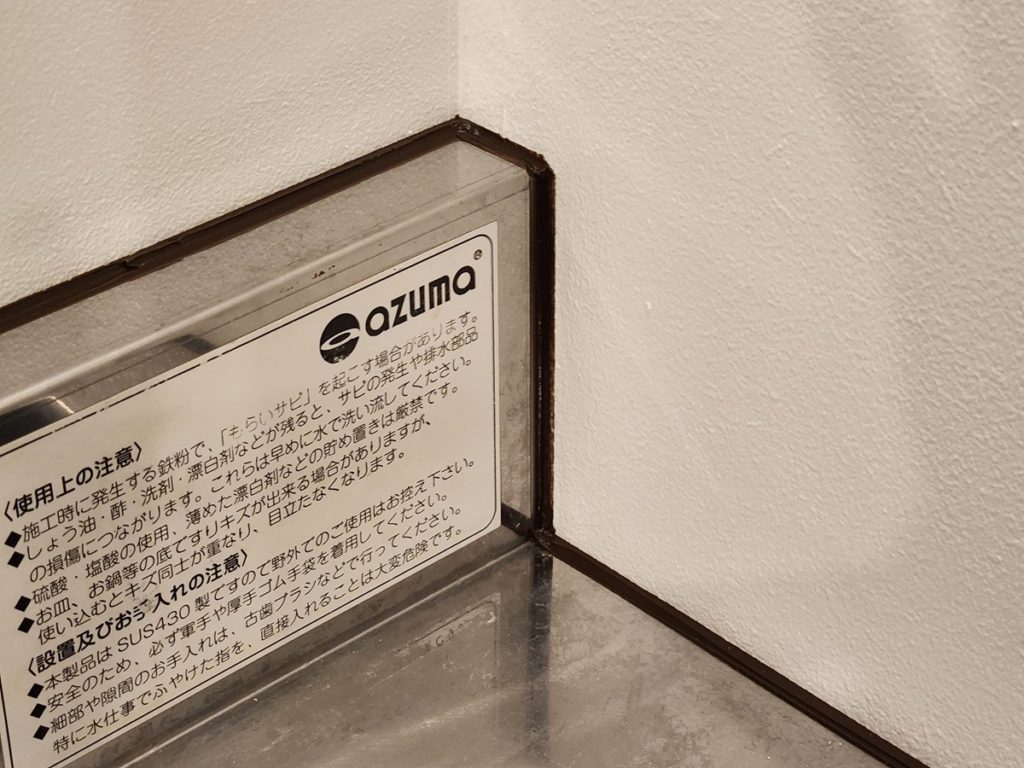 azuma®
〈使用上の注意〉
◆施工時に発生する鉄粉で、「もらいサビ」を起こす場合があります。
◆しょう油・酢・洗剤・漂白剤などが残ると、サビの発生や排水部品
の損傷につながります。これらは早めに水で洗い流してください。
◆硫酸・塩酸の使用、薄めた漂白剤などの貯め置きは厳禁です。
◆お皿、お鍋等の底てすりキズが出来る場合がありますが、
使い込むとキズ同士が重なり、目立たなくなります。
〈設置及びお手入れの注意〉
◆本製品はSUS430製ですので野外でのご使用はお控え下さい。
◆安全のため、必ず軍手や厚手ゴム手袋を着用してください。
◆細部や隙間のお手入れは、古歯ブラシなどで行ってください。
特に水仕事でふやけた指を、直接入れることは大変危険です。